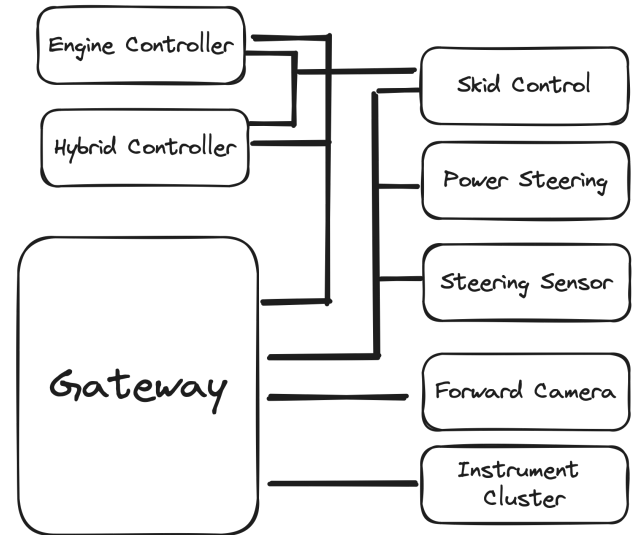 Engine Controller
Hybrid Controller
Gateway
Skid Control
Power Steering
Steering Sensor
Forward Camera
Instrument
Cluster